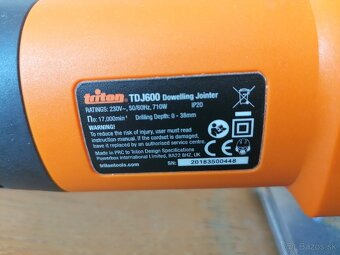 triton TDJ600 Dowelling Jointer
RATINGS: 230V~, 50/60Hz, 710W IP20
n₀: 17,000min⁻¹ Drilling Depth: 8 - 38mm
WARNING!
To reduce the risk of injury, user must read
instruction manual. If the cordset is damaged,
have it replaced by an authorised service centre.
Made in PRC to Triton Design Specifications
Powerbox International Limited, BA22 8HZ, UK
tritontools.com SN: 20183500448
bazos.sk